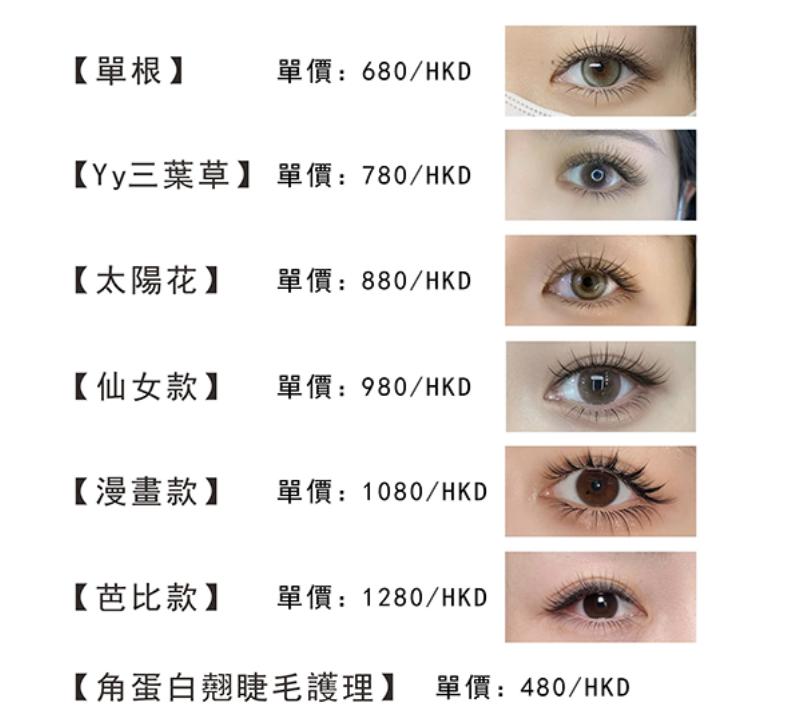 【單根】 單價：680/HKD
【Yy三葉草】 單價：780/HKD
【太陽花】 單價：880/HKD
【仙女款】 單價：980/HKD
【漫畫款】 單價：1080/HKD
【芭比款】 單價：1280/HKD
【角蛋白翹睫毛護理】 單價：480/HKD